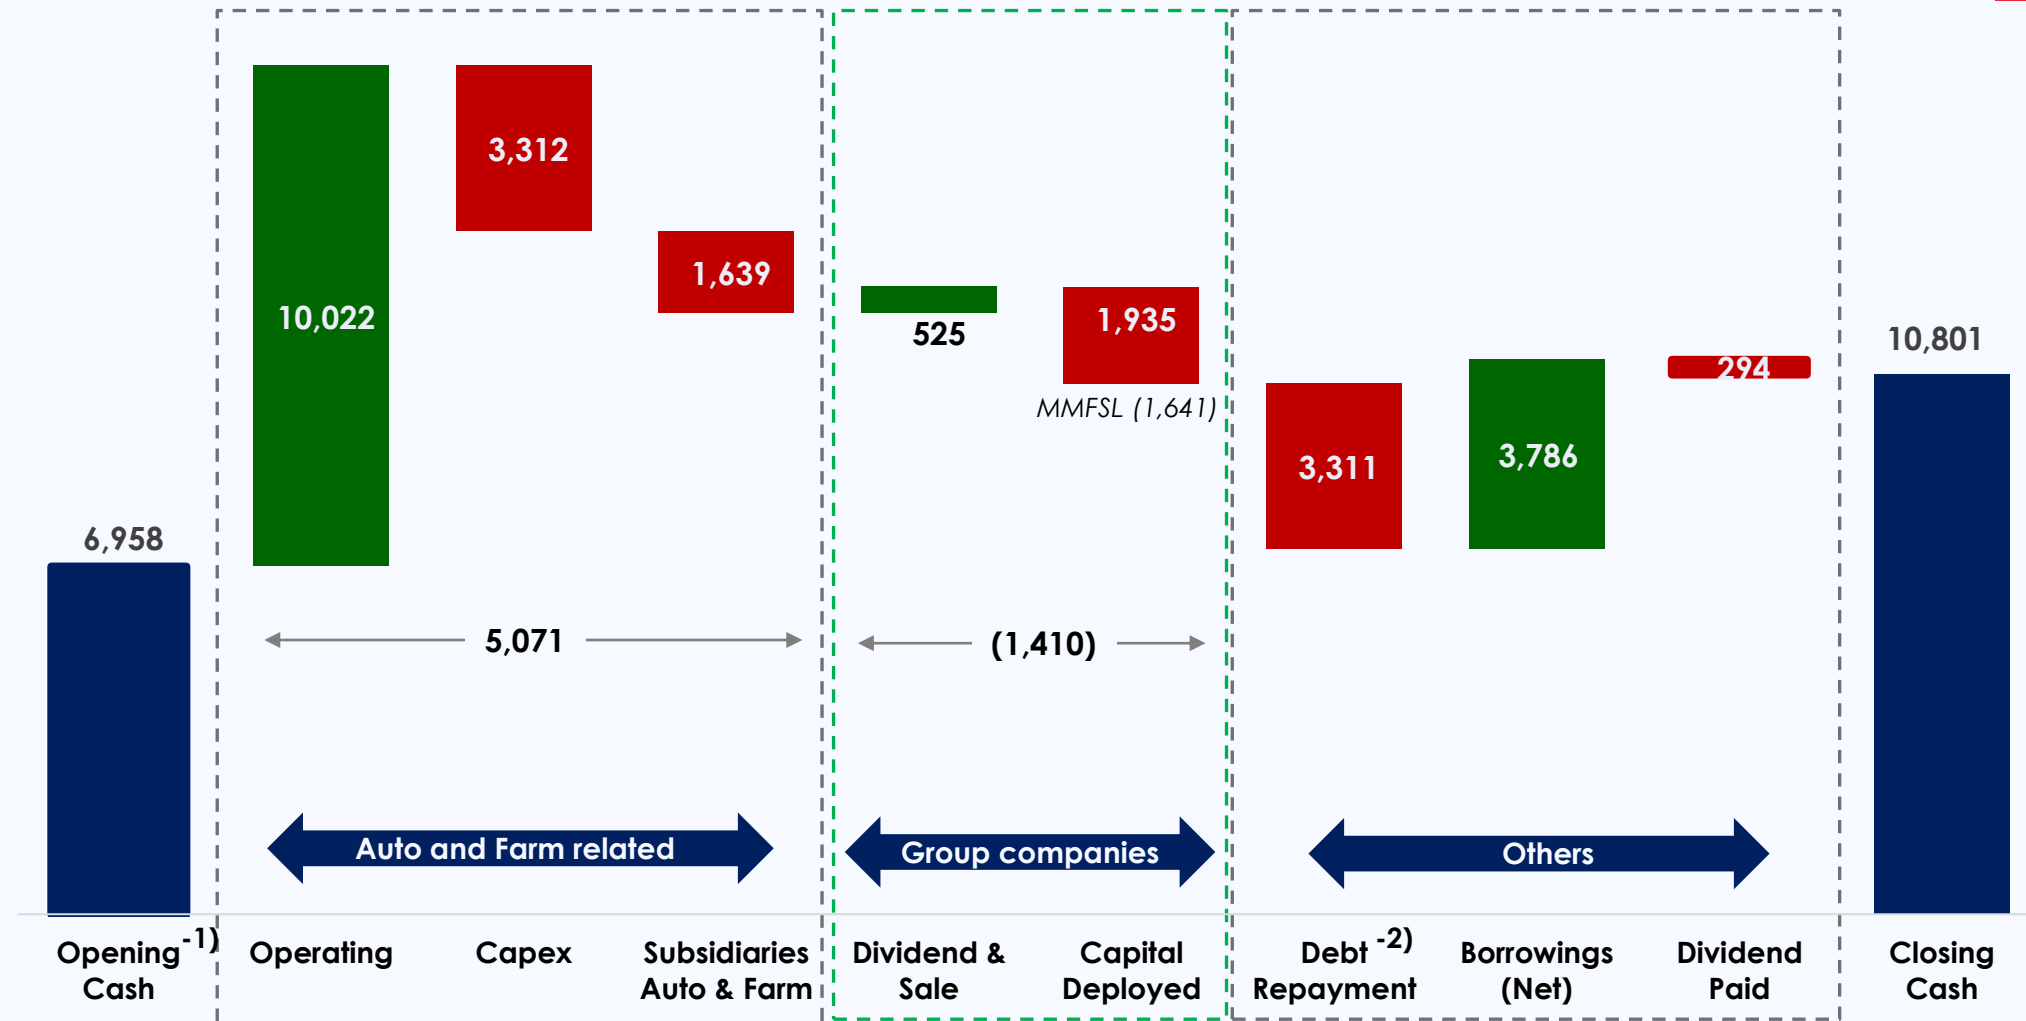 3,312
1,639
10,022
525
1,935
MMFSL (1,641)
3,311
3,786
294
10,801
6,958
5,071
(1,410)
Auto and Farm related
Group companies
Others
Opening -1)
Cash
Operating
Capex
Subsidiaries
Auto & Farm
Dividend &
Sale
Capital
Deployed
Debt -2)
Repayment
Borrowings
(Net)
Dividend
Paid
Closing
Cash